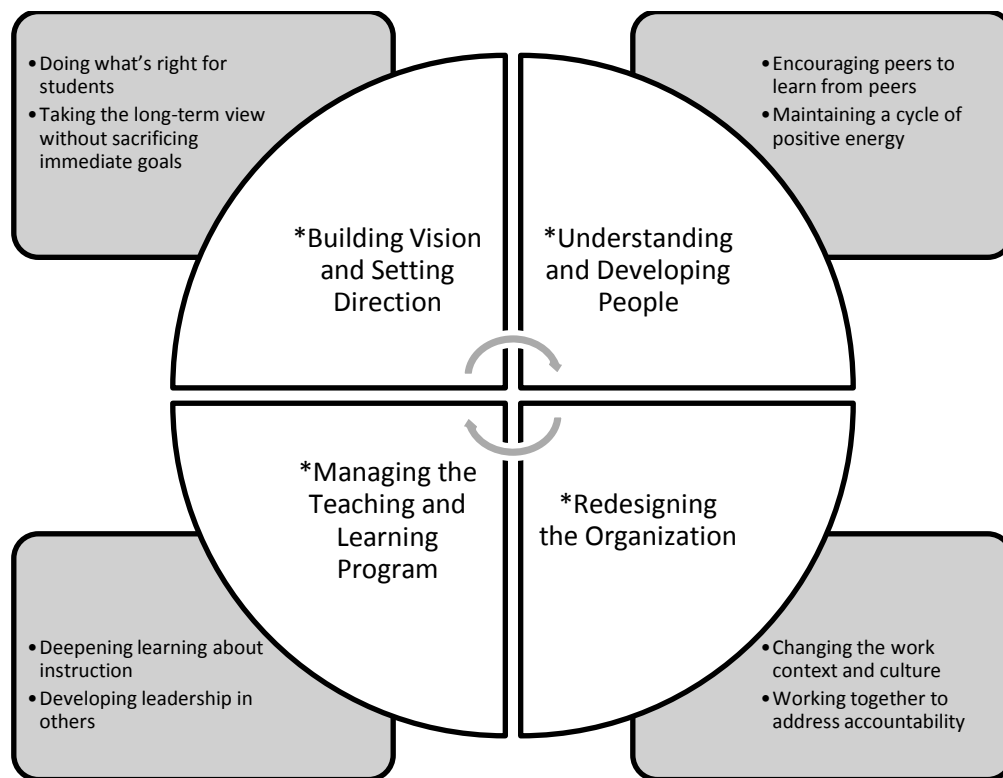 •Doing what’s right for
students
•Taking the long-term view
without sacrificing
immediate goals
•Encouraging peers to
learn from peers
•Maintaining a cycle of
positive energy
*Building Vision
and Setting
Direction
*Understanding
and Developing
People
*Managing the
Teaching and
Learning
Program
*Redesigning
the Organization
•Deepening learning about
instruction
•Developing leadership in
others
•Changing the work
context and culture
•Working together to
address accountability